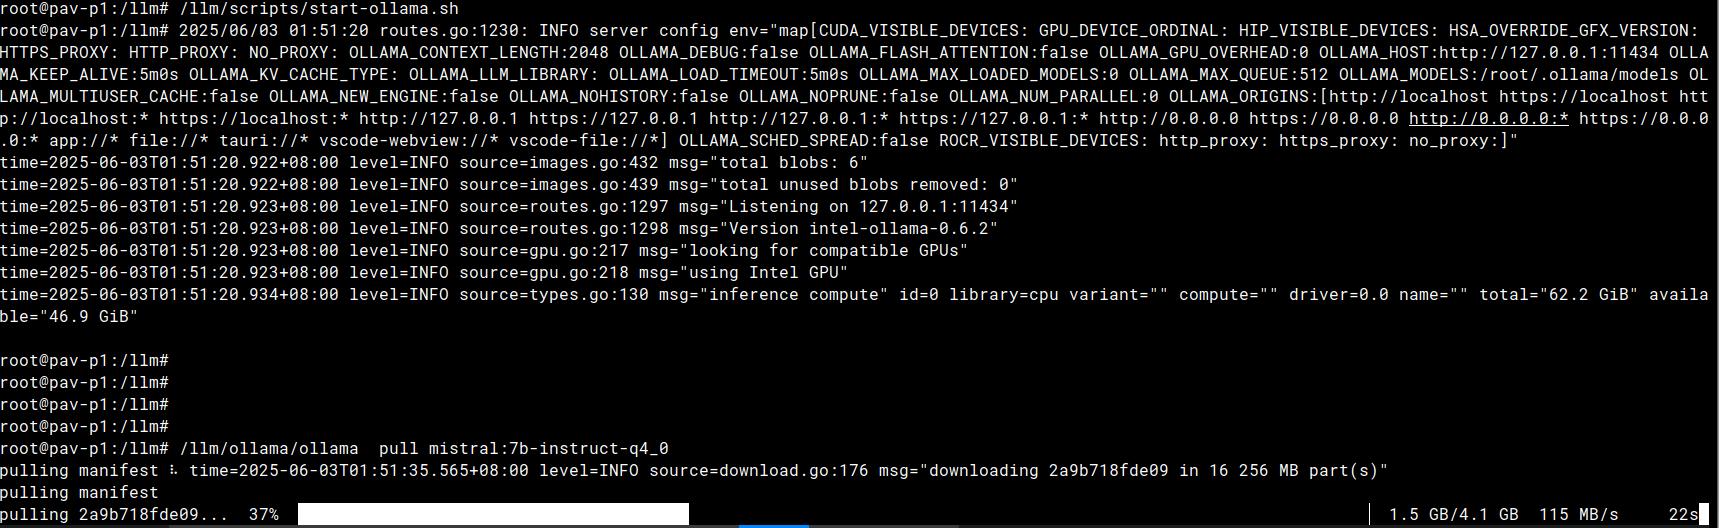 root@pav-p1:/llm# /llm/scripts/start-ollama.sh
root@pav-p1:/llm# 2025/06/03 01:51:20 routes.go:1230: INFO server config env="map[CUDA_VISIBLE_DEVICES: GPU_DEVICE_ORDINAL: HIP_VISIBLE_DEVICES: HSA_OVERRIDE_GFX_VERSION:
HTTPS_PROXY: HTTP_PROXY: NO_PROXY: OLLAMA_CONTEXT_LENGTH:2048 OLLAMA_DEBUG:false OLLAMA_FLASH_ATTENTION:false OLLAMA_GPU_OVERHEAD:0 OLLAMA_HOST:http://127.0.0.1:11434 OLLA
MA_KEEP_ALIVE:5m0s OLLAMA_KV_CACHE_TYPE: OLLAMA_LLM_LIBRARY: OLLAMA_LOAD_TIMEOUT:5m0s OLLAMA_MAX_LOADED_MODELS:0 OLLAMA_MAX_QUEUE:512 OLLAMA_MODELS:/root/.ollama/models OL
LAMA_MULTIUSER_CACHE:false OLLAMA_NEW_ENGINE:false OLLAMA_NOHISTORY:false OLLAMA_NOPRUNE:false OLLAMA_NUM_PARALLEL:0 OLLAMA_ORIGINS:[http://localhost https://localhost htt
p://localhost:* https://localhost:* http://127.0.0.1 https://127.0.0.1 http://127.0.0.1:* https://127.0.0.1:* http://0.0.0.0 https://0.0.0.0 http://0.0.0.0:* https://0.0.0
.0:* app://* file://* tauri://* vscode-webview://* vscode-file://*] OLLAMA_SCHED_SPREAD:false ROCR_VISIBLE_DEVICES: http_proxy: https_proxy: no_proxy:]"
time=2025-06-03T01:51:20.922+08:00 level=INFO source=images.go:432 msg="total blobs: 6"
time=2025-06-03T01:51:20.922+08:00 level=INFO source=images.go:439 msg="total unused blobs removed: 0"
time=2025-06-03T01:51:20.923+08:00 level=INFO source=routes.go:1297 msg="Listening on 127.0.0.1:11434"
time=2025-06-03T01:51:20.923+08:00 level=INFO source=routes.go:1298 msg="Version intel-ollama-0.6.2"
time=2025-06-03T01:51:20.923+08:00 level=INFO source=gpu.go:217 msg="looking for compatible GPUs"
time=2025-06-03T01:51:20.923+08:00 level=INFO source=gpu.go:218 msg="using Intel GPU"
time=2025-06-03T01:51:20.934+08:00 level=INFO source=types.go:130 msg="inference compute" id=0 library=cpu variant="" compute="" driver=0.0 name="" total="62.2 GiB" availa
ble="46.9 GiB"
root@pav-p1:/llm#
root@pav-p1:/llm#
root@pav-p1:/llm#
root@pav-p1:/llm#
root@pav-p1:/llm# /llm/ollama/ollama  pull mistral:7b-instruct-q4_0
pulling manifest ⠧ time=2025-06-03T01:51:35.565+08:00 level=INFO source=download.go:176 msg="downloading 2a9b718fde09 in 16 256 MB part(s)"
pulling manifest
pulling 2a9b718fde09...  37% 1.5 GB/4.1 GB  115 MB/s     22s